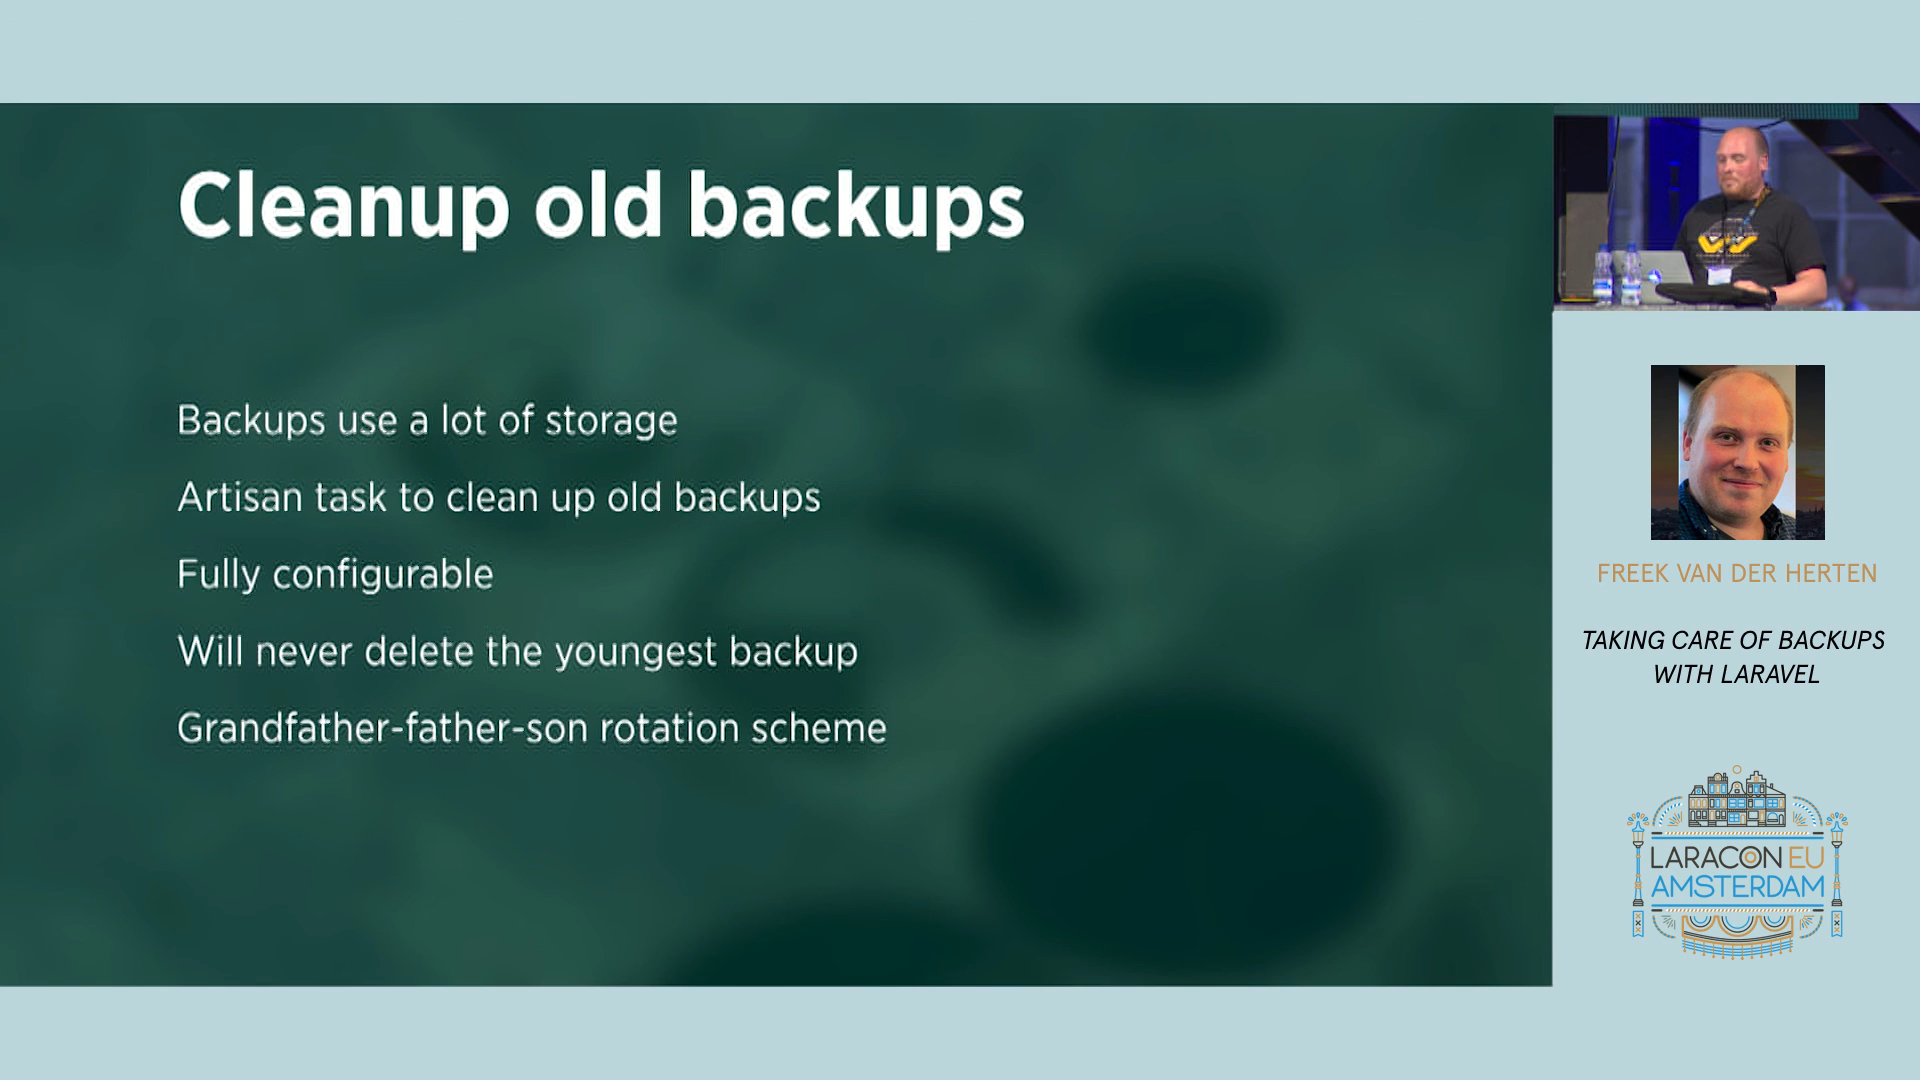 Cleanup old backups
Backups use a lot of storage
Artisan task to clean up old backups
Fully configurable
Will never delete the youngest backup
Grandfather-father-son rotation scheme
FREEK VAN DER HERTEN
TAKING CARE OF BACKUPS
WITH LARAVEL
LARACON EU
AMSTERDAM